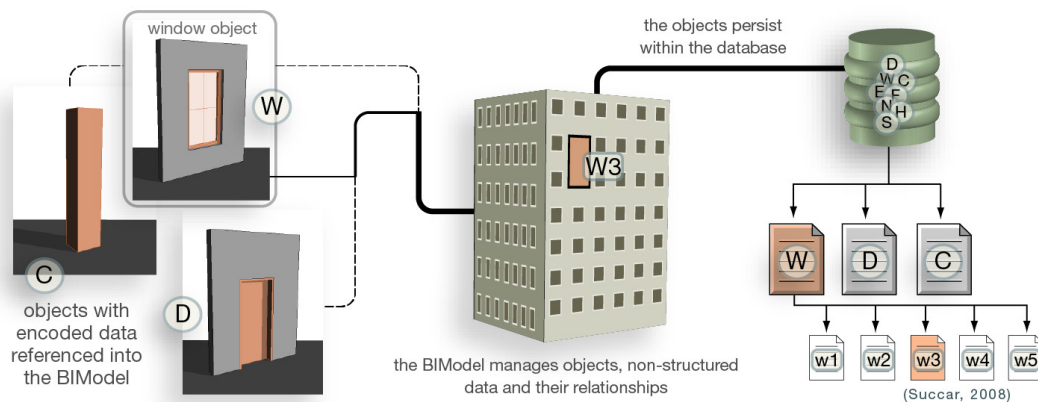 window object
W
C
objects with
encoded data
referenced into
the BIModel
D
W3
the BIModel manages objects, non-structured
data and their relationships
the objects persist
within the database
D
W C
E F
N H
S
W D C
w1 w2 w3 w4 w5
(Succar, 2008)